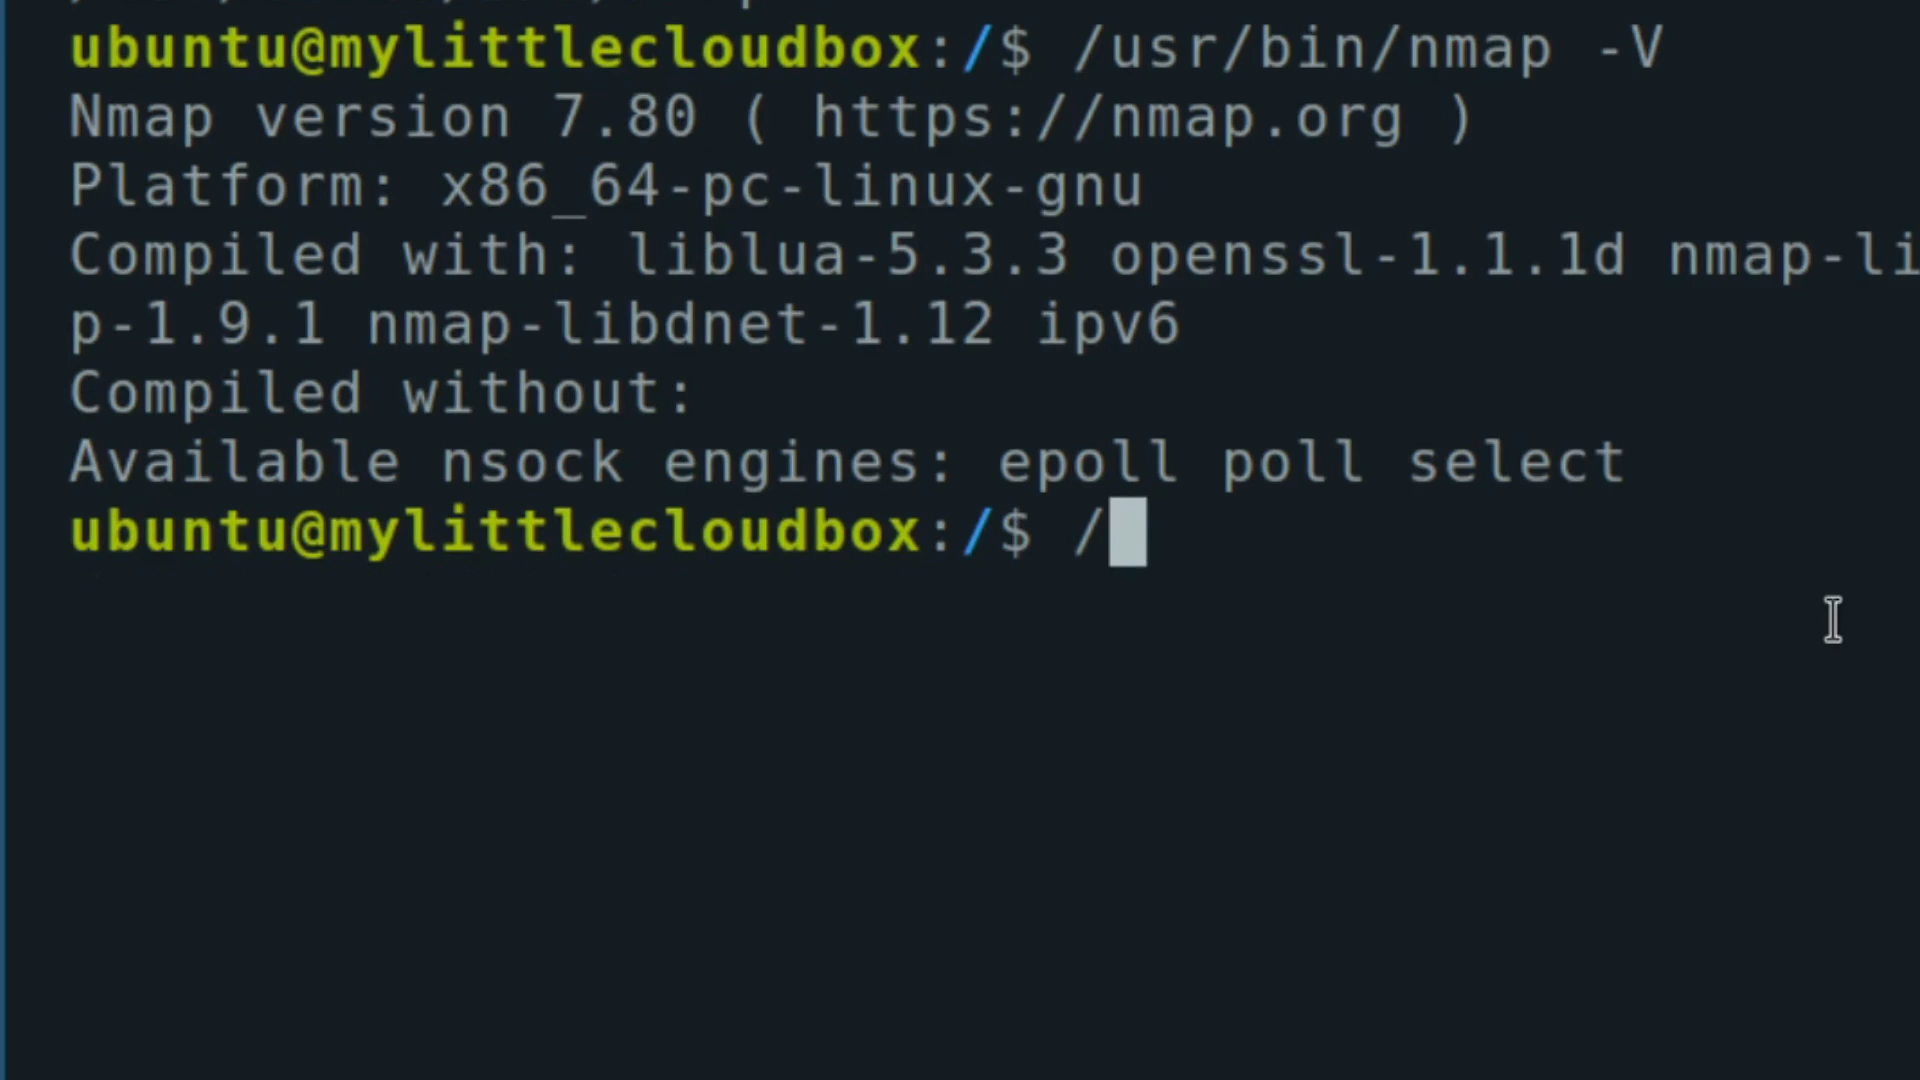 ubuntu@mylittlecloudbox:/$ /usr/bin/nmap -V
Nmap version 7.80 ( https://nmap.org )
Platform: x86_64-pc-linux-gnu
Compiled with: liblua-5.3.3 openssl-1.1.1d nmap-li
p-1.9.1 nmap-libdnet-1.12 ipv6
Compiled without:
Available nsock engines: epoll poll select
ubuntu@mylittlecloudbox:/$ /